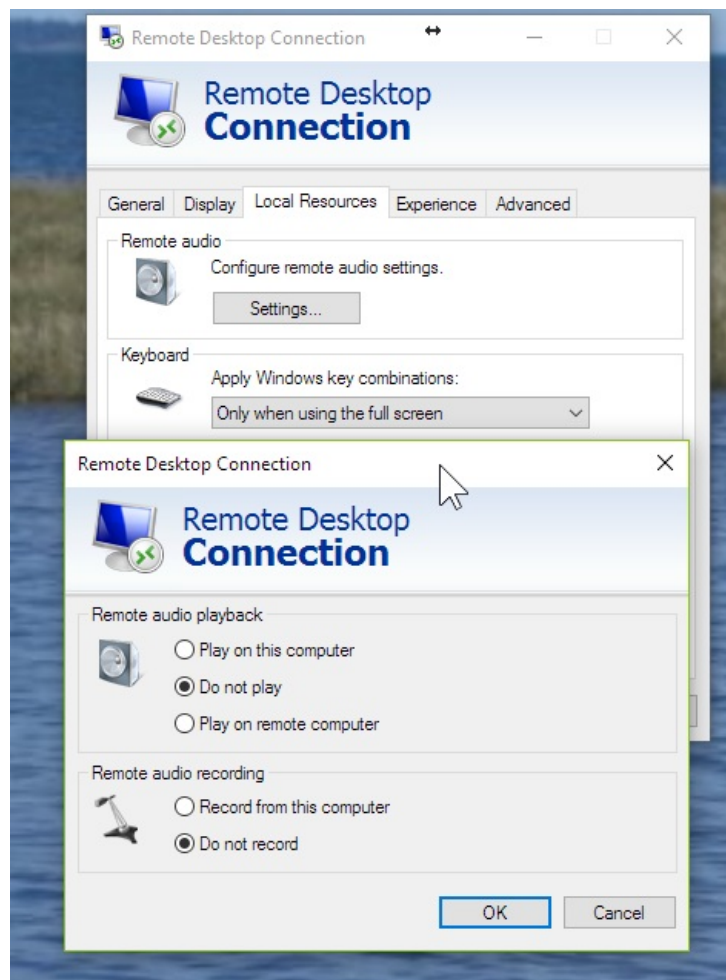 Remote Desktop Connection
Remote Desktop
Connection
General Display Local Resources Experience Advanced
Remote audio
Configure remote audio settings.
Settings...
Keyboard
Apply Windows key combinations:
Only when using the full screen
Remote Desktop Connection
Remote Desktop
Connection
Remote audio playback
Play on this computer
Do not play
Play on remote computer
Remote audio recording
Record from this computer
Do not record
OK Cancel